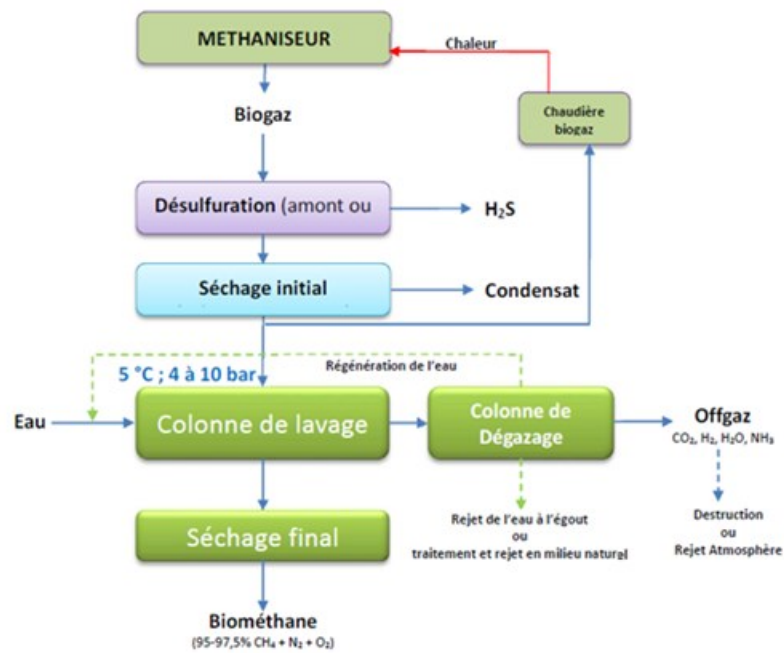 METHANISEUR
Chaleur
Chaudière
biogaz
Biogaz
Désulfuration (amont ou
H₂S
Séchage initial
Condensat
Régénération de l'eau
5 °C ; 4 à 10 bar
Eau
Colonne de lavage
Colonne de
Dégazage
Offgaz
CO₂, H₂, H₂O, NH₃
Séchage final
Rejet de l'eau à l'égout
ou
traitement et rejet en milieu naturel
Destruction
ou
Rejet Atmosphère
Biométhane
(95-97,5% CH₄ + N₂ + O₂)